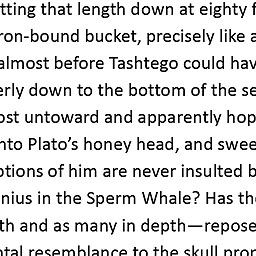 tting that length down at eighty f
ron-bound bucket, precisely like a
almost before Tashtego could hav
erly down to the bottom of the se
ost untoward and apparently hop
nto Plato’s honey head, and swee
ptions of him are never insulted b
nius in the Sperm Whale? Has the
th and as many in depth—repose
ntal resemblance to the skull prop